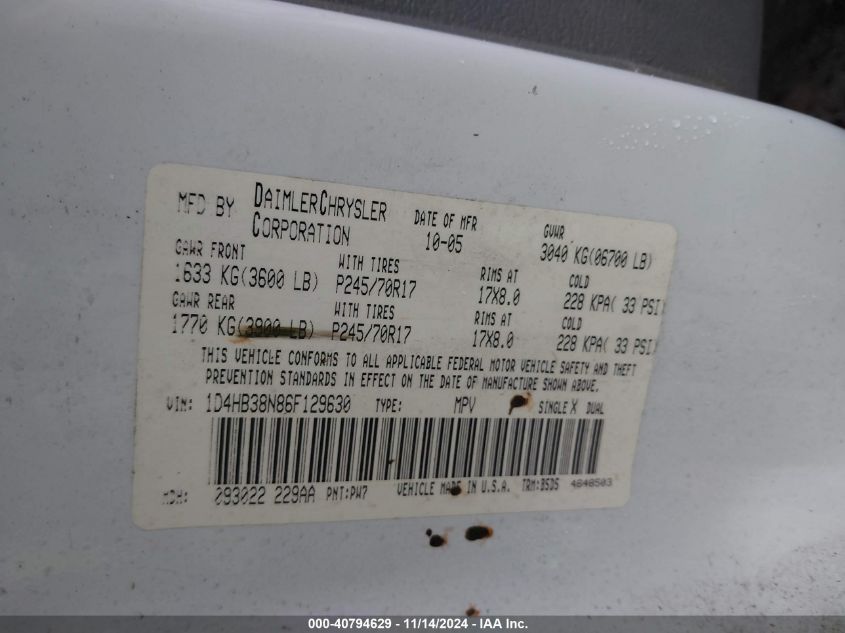 MFD BY DAIMLERCHRYSLER CORPORATION DATE OF MFR 10-05 GVWR 3040 KG(06700 LB)
GAWR FRONT WITH TIRES RIMS AT COLD
1633 KG(3600 LB) P245/70R17 17X8.0 228 KPA( 33 PSI)
GAWR REAR WITH TIRES RIMS AT COLD
1770 KG(3900 LB) P245/70R17 17X8.0 228 KPA( 33 PSI)
THIS VEHICLE CONFORMS TO ALL APPLICABLE FEDERAL MOTOR VEHICLE SAFETY AND THEFT
PREVENTION STANDARDS IN EFFECT ON THE DATE OF MANUFACTURE SHOWN ABOVE.
VIN: 1D4HB38N86F129630 TYPE: MPV SINGLE X DUAL
MDH: 093022 229AA PNT:PW7 VEHICLE MADE IN U.S.A. TRM:BSDS 4848503
000-40794629 - 11/14/2024 - IAA Inc.